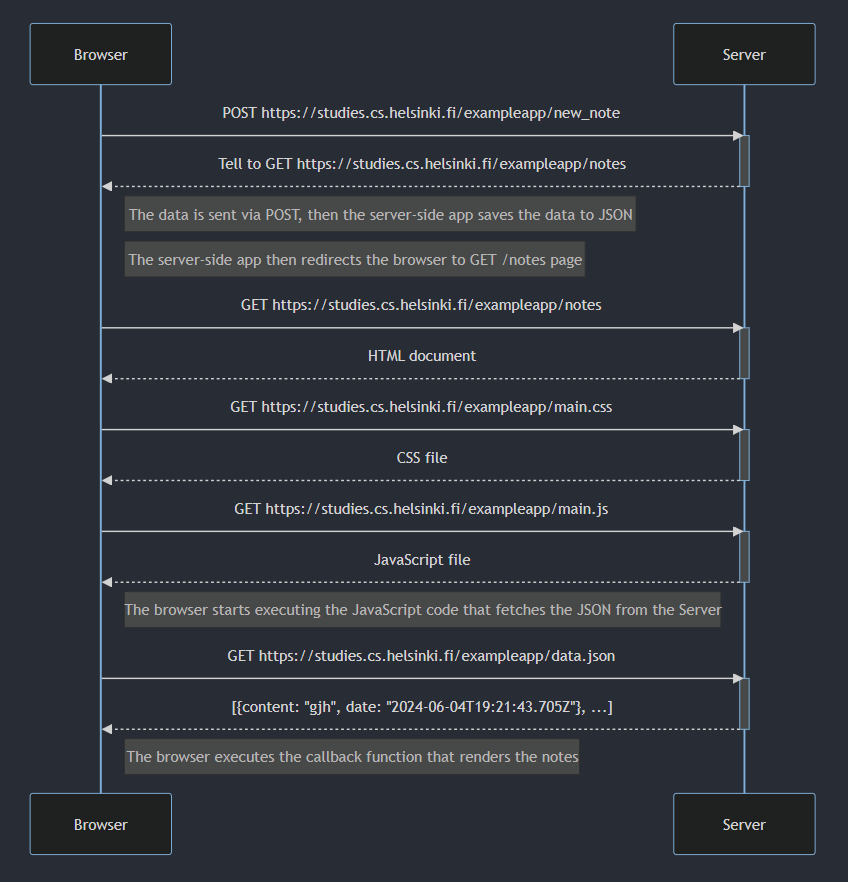 Browser
Server
POST https://studies.cs.helsinki.fi/exampleapp/new_note
Tell to GET https://studies.cs.helsinki.fi/exampleapp/notes
The data is sent via POST, then the server-side app saves the data to JSON
The server-side app then redirects the browser to GET /notes page
GET https://studies.cs.helsinki.fi/exampleapp/notes
HTML document
GET https://studies.cs.helsinki.fi/exampleapp/main.css
CSS file
GET https://studies.cs.helsinki.fi/exampleapp/main.js
JavaScript file
The browser starts executing the JavaScript code that fetches the JSON from the Server
GET https://studies.cs.helsinki.fi/exampleapp/data.json
[{content: "gjh", date: "2024-06-04T19:21:43.705Z"}, ...]
The browser executes the callback function that renders the notes
Browser
Server